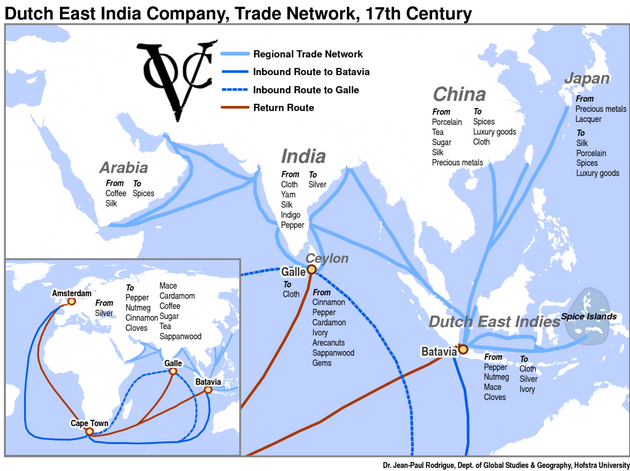 Dutch East India Company, Trade Network, 17th Century
VOC
Regional Trade Network
Inbound Route to Batavia
Inbound Route to Galle
Return Route
Japan
From
Precious metals
Lacquer
To
Silk
Porcelain
Spices
Luxury goods
China
From
Porcelain
Tea
Sugar
Silk
Precious metals
To
Spices
Luxury goods
Cloth
India
From
Cloth
Yarn
Silk
Indigo
Pepper
To
Silver
Arabia
From
Coffee
Silk
To
Spices
Ceylon
Galle
To
Cloth
From
Cinnamon
Pepper
Cardamon
Ivory
Arecanuts
Sappanwood
Gems
Dutch East Indies
Spice Islands
Batavia
From
Pepper
Nutmeg
Mace
Cloves
To
Cloth
Silver
Ivory
Amsterdam
From
Silver
To
Pepper
Nutmeg
Cinnamon
Cloves
Mace
Cardamom
Coffee
Sugar
Tea
Sappanwood
Galle
Batavia
Cape Town
Dr. Jean-Paul Rodrigue, Dept. of Global Studies & Geography, Hofstra University